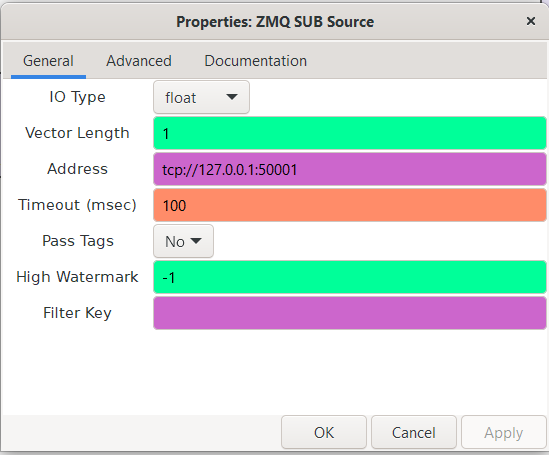 Properties: ZMQ SUB Source ×
General Advanced Documentation
IO Type float
Vector Length 1
Address tcp://127.0.0.1:50001
Timeout (msec) 100
Pass Tags No
High Watermark -1
Filter Key
OK Cancel Apply